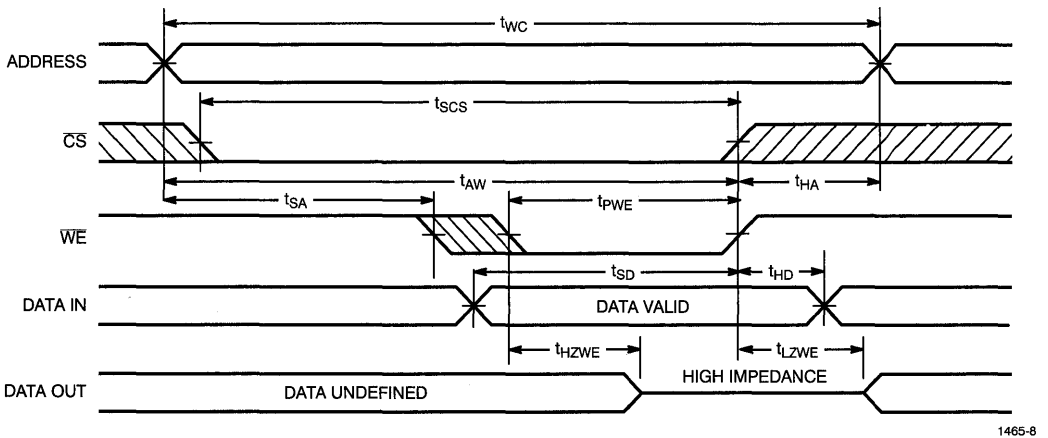 tWC
ADDRESS
tSCS
CS
tAW
tHA
tSA
tPWE
WE
tSD
tHD
DATA IN
DATA VALID
tHZWE
tLZWE
HIGH IMPEDANCE
DATA OUT
DATA UNDEFINED
1465-8